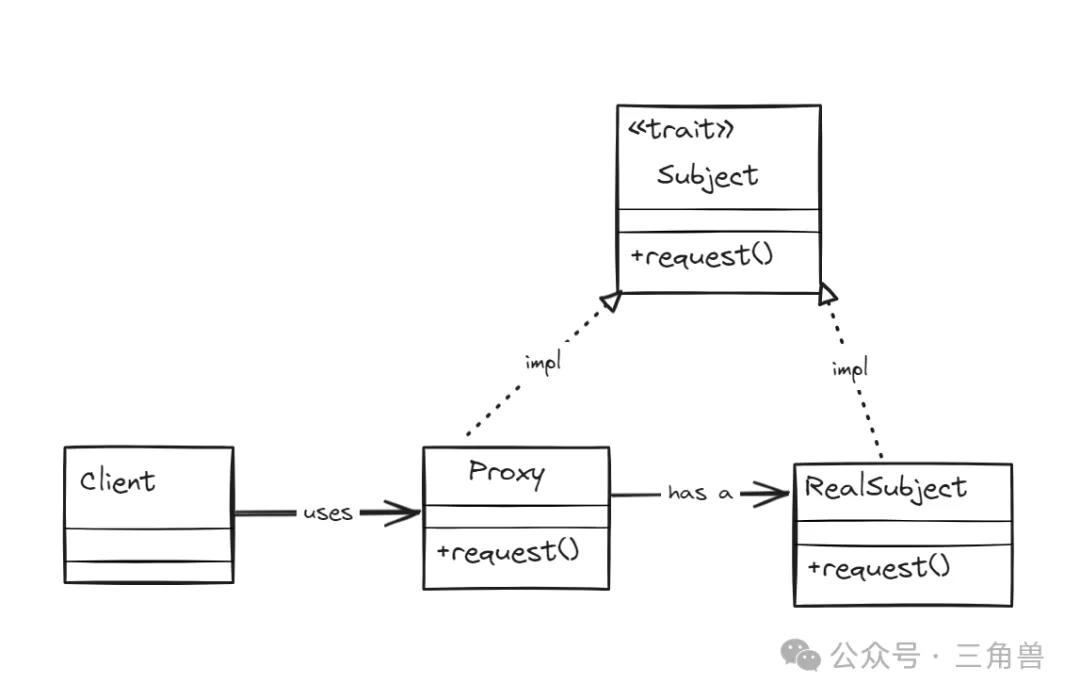 <<trait>>
Subject
+request()
impl
impl
Client
uses
Proxy
+request()
has a
RealSubject
+request()
公众号 · 三角兽